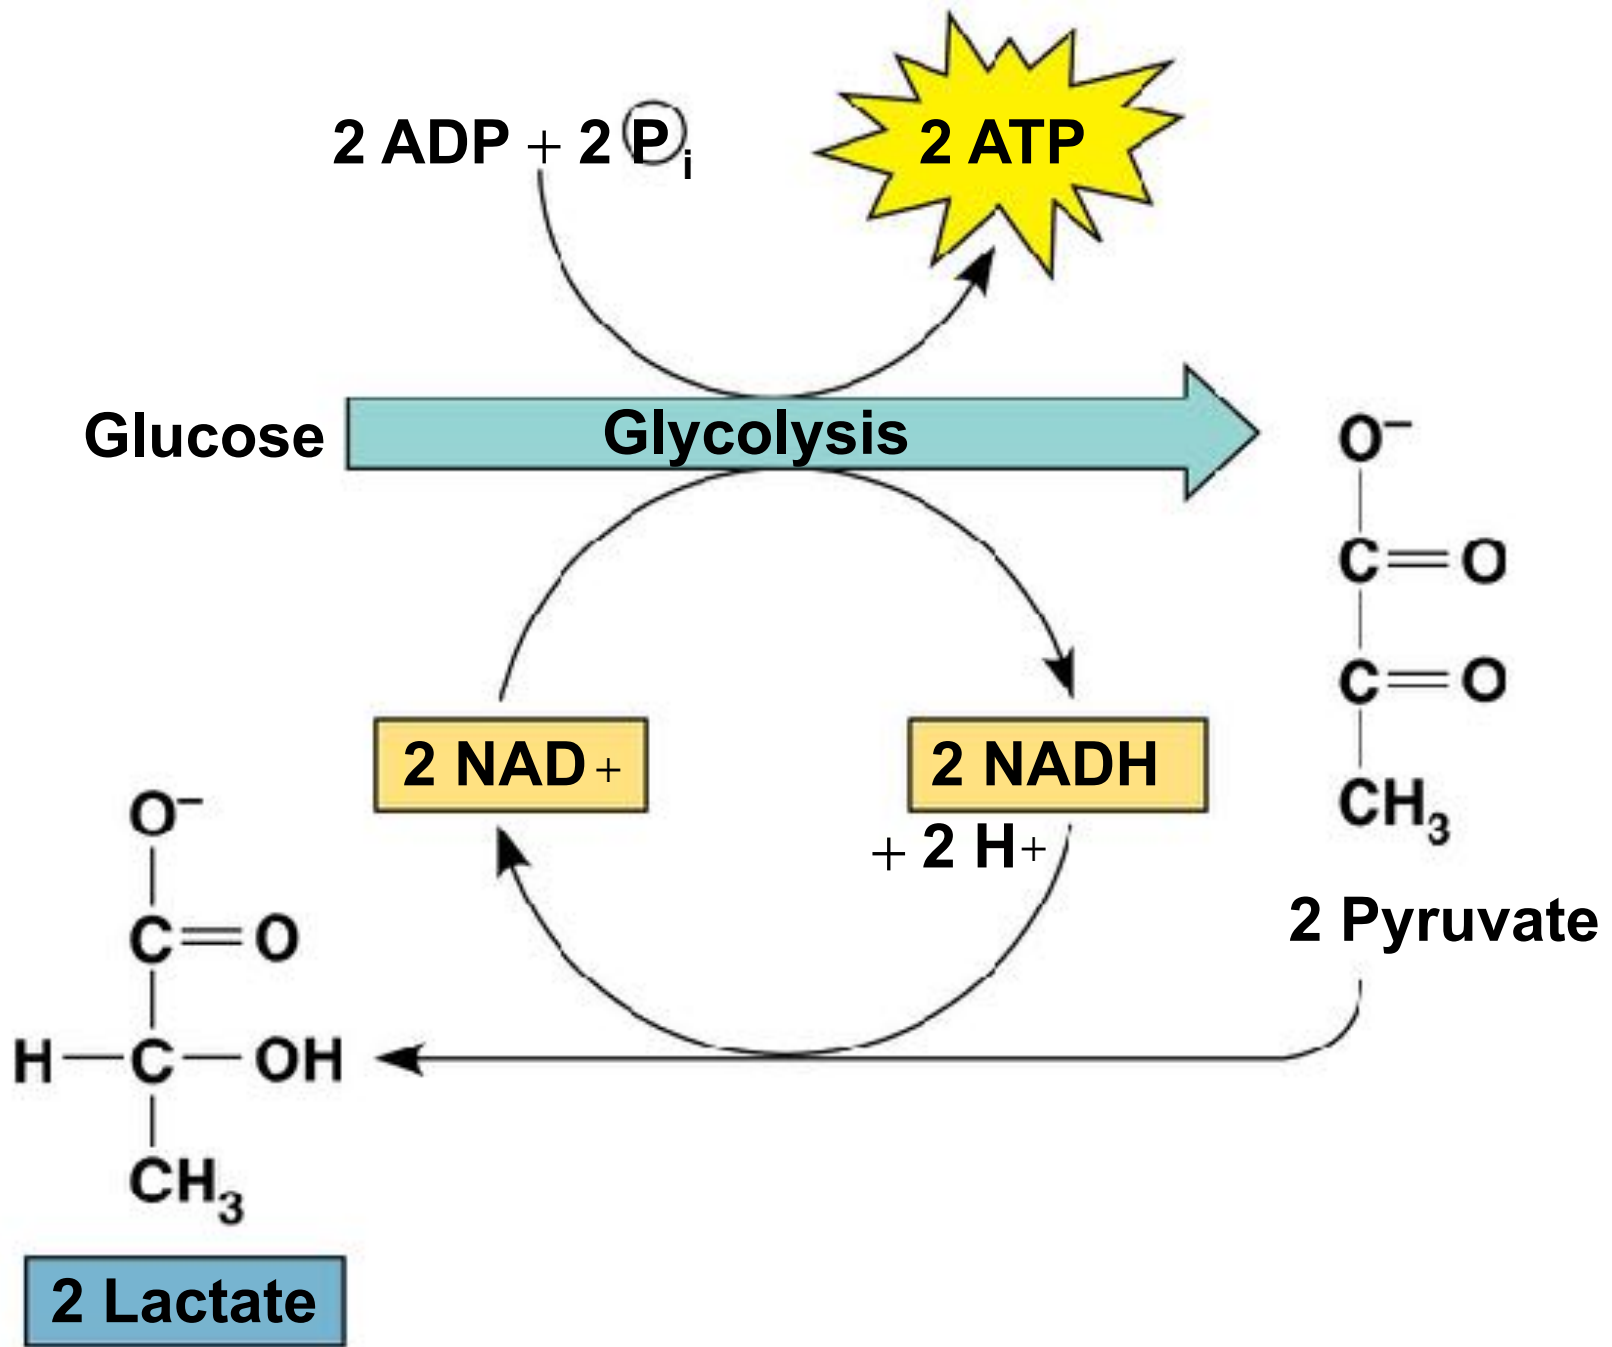 2 ADP + 2 Pi
2 ATP
Glucose
Glycolysis
O–
C=O
C=O
CH3
2 Pyruvate
2 NAD+
2 NADH
+ 2 H+
O–
C=O
H—C—OH
CH3
2 Lactate